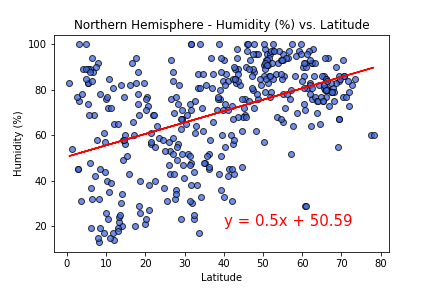 Northern Hemisphere - Humidity (%) vs. Latitude
100
80
60
40
20
Humidity (%)
y = 0.5x + 50.59
0 10 20 30 40 50 60 70 80
Latitude